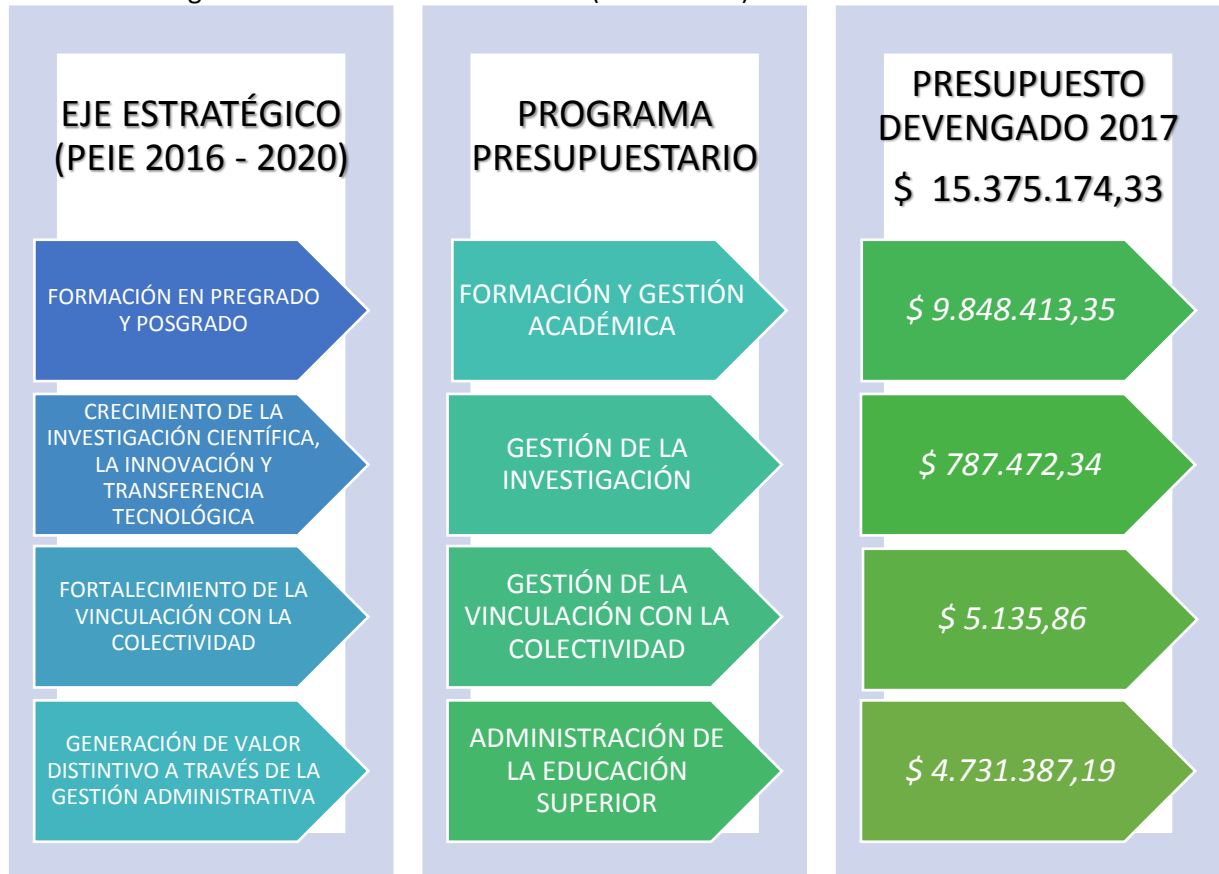 EJE ESTRATÉGICO
(PEIE 2016 - 2020)
FORMACIÓN EN PREGRADO
Y POSGRADO
CRECIMIENTO DE LA
INVESTIGACIÓN CIENTÍFICA,
LA INNOVACIÓN Y
TRANSFERENCIA
TECNOLÓGICA
FORTALECIMIENTO DE LA
VINCULACIÓN CON LA
COLECTIVIDAD
GENERACIÓN DE VALOR
DISTINTIVO A TRAVÉS DE LA
GESTIÓN ADMINISTRATIVA
PROGRAMA
PRESUPUESTARIO
FORMACIÓN Y GESTIÓN
ACADÉMICA
GESTIÓN DE LA
INVESTIGACIÓN
GESTIÓN DE LA
VINCULACIÓN CON LA
COLECTIVIDAD
ADMINISTRACIÓN DE
LA EDUCACIÓN
SUPERIOR
PRESUPUESTO
DEVENGADO 2017
$ 15.375.174,33
$ 9.848.413,35
$ 787.472,34
$ 5.135,86
$ 4.731.387,19